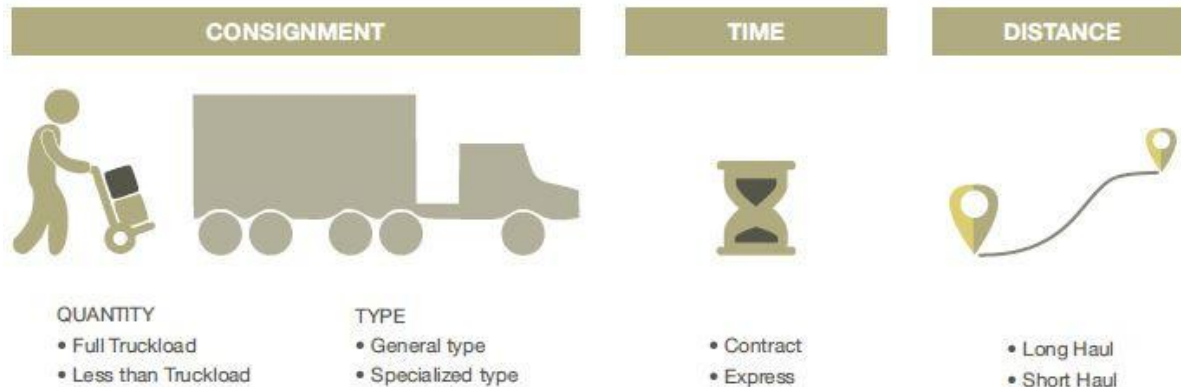 CONSIGNMENT
TIME
DISTANCE
QUANTITY
• Full Truckload
• Less than Truckload
TYPE
• General type
• Specialized type
• Contract
• Express
• Long Haul
• Short Haul